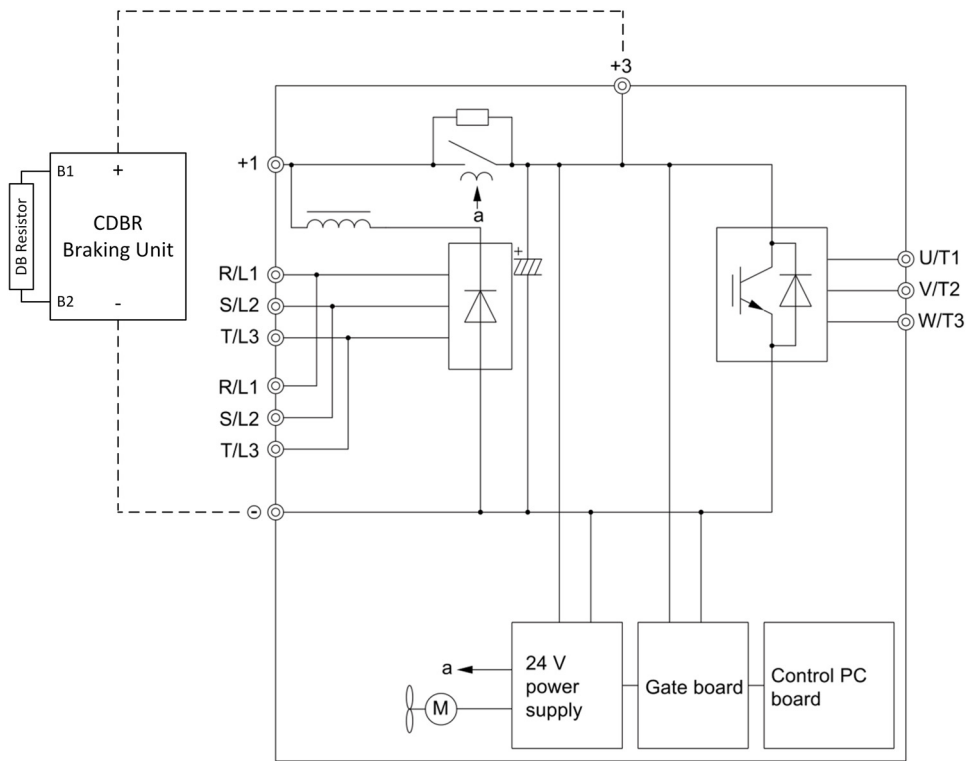 +3
B1
+
CDBR
Braking Unit
DB Resistor
B2
-
+1
a
+
R/L1
S/L2
T/L3
R/L1
S/L2
T/L3
-
U/T1
V/T2
W/T3
a
M
24 V
power
supply
Gate board
Control PC
board